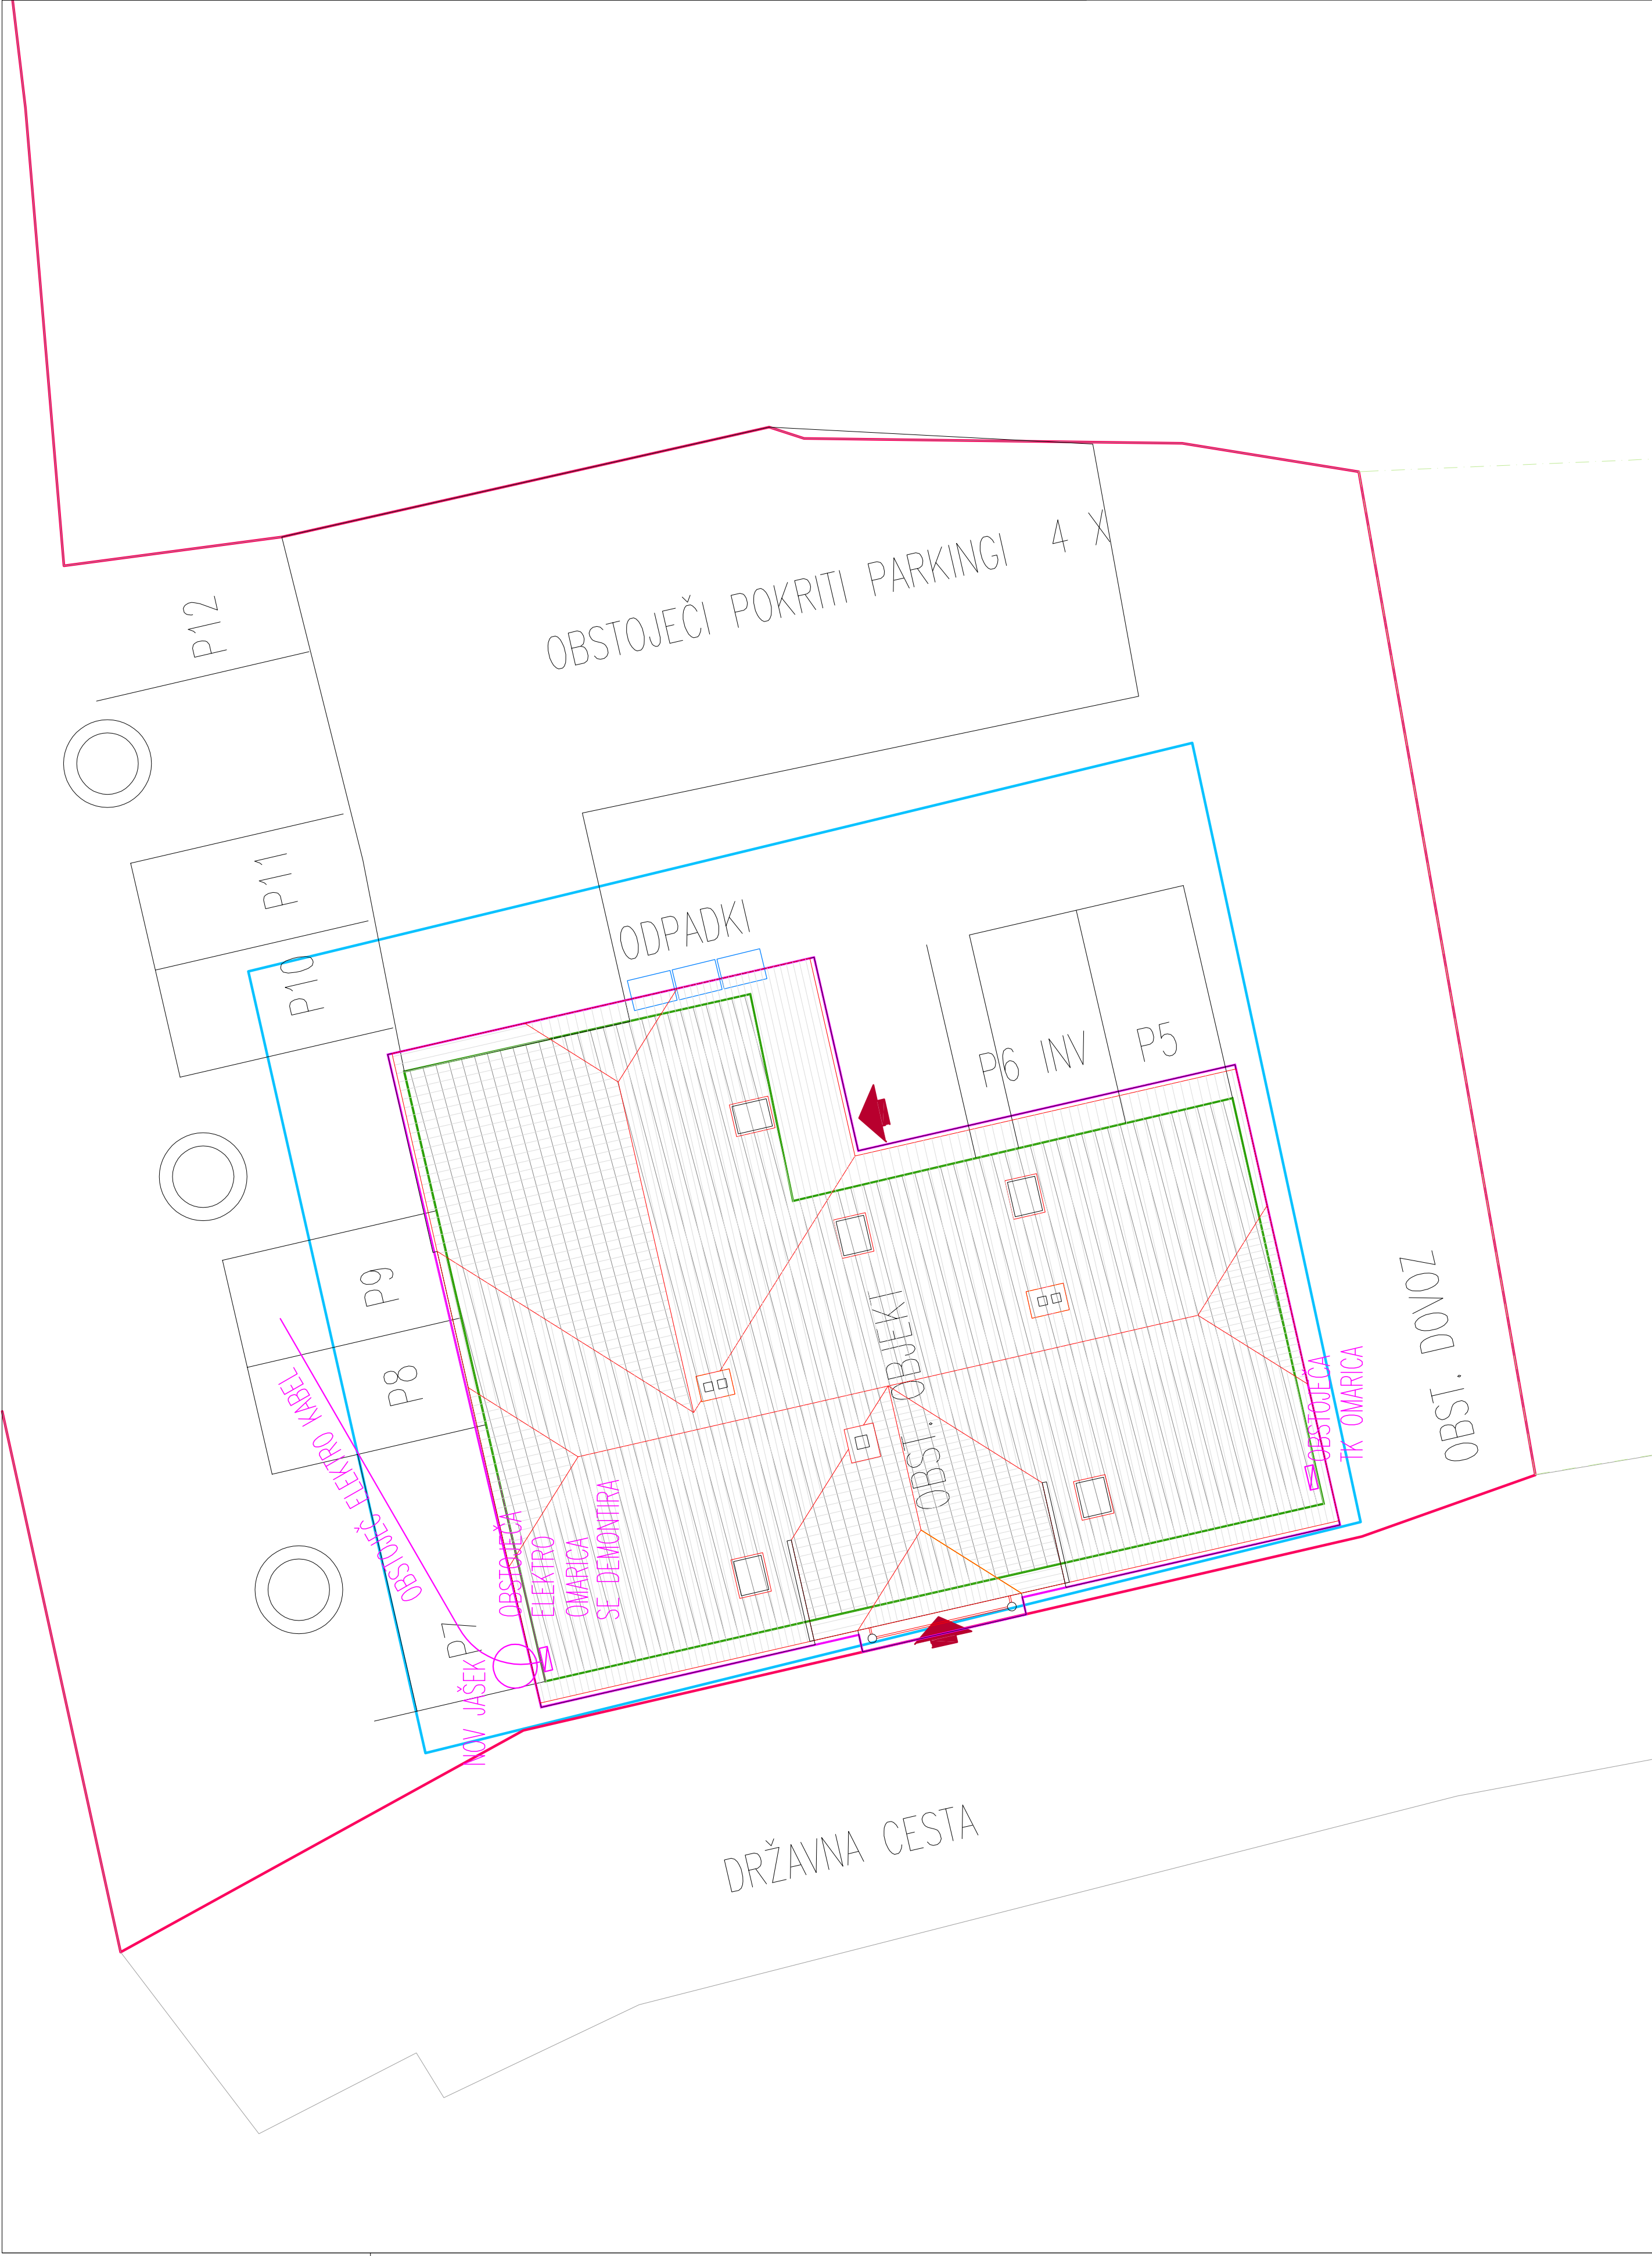 OBSTOJEČI POKRITI PARKINGI 4 X
P12
P11
P10
ODPADKI
P6 INV P5
P9
P8
P7
OBST. OBJEKT
OBST. DOVOZ
OBSTOJEČ ELEKTRO KABEL
OBSTOJEČA
ELEKTRO
OMARICA
SE DEMONTIRA
NOV JAŠEK
OBSTOJEČA
TK OMARICA
DRŽAVNA CESTA